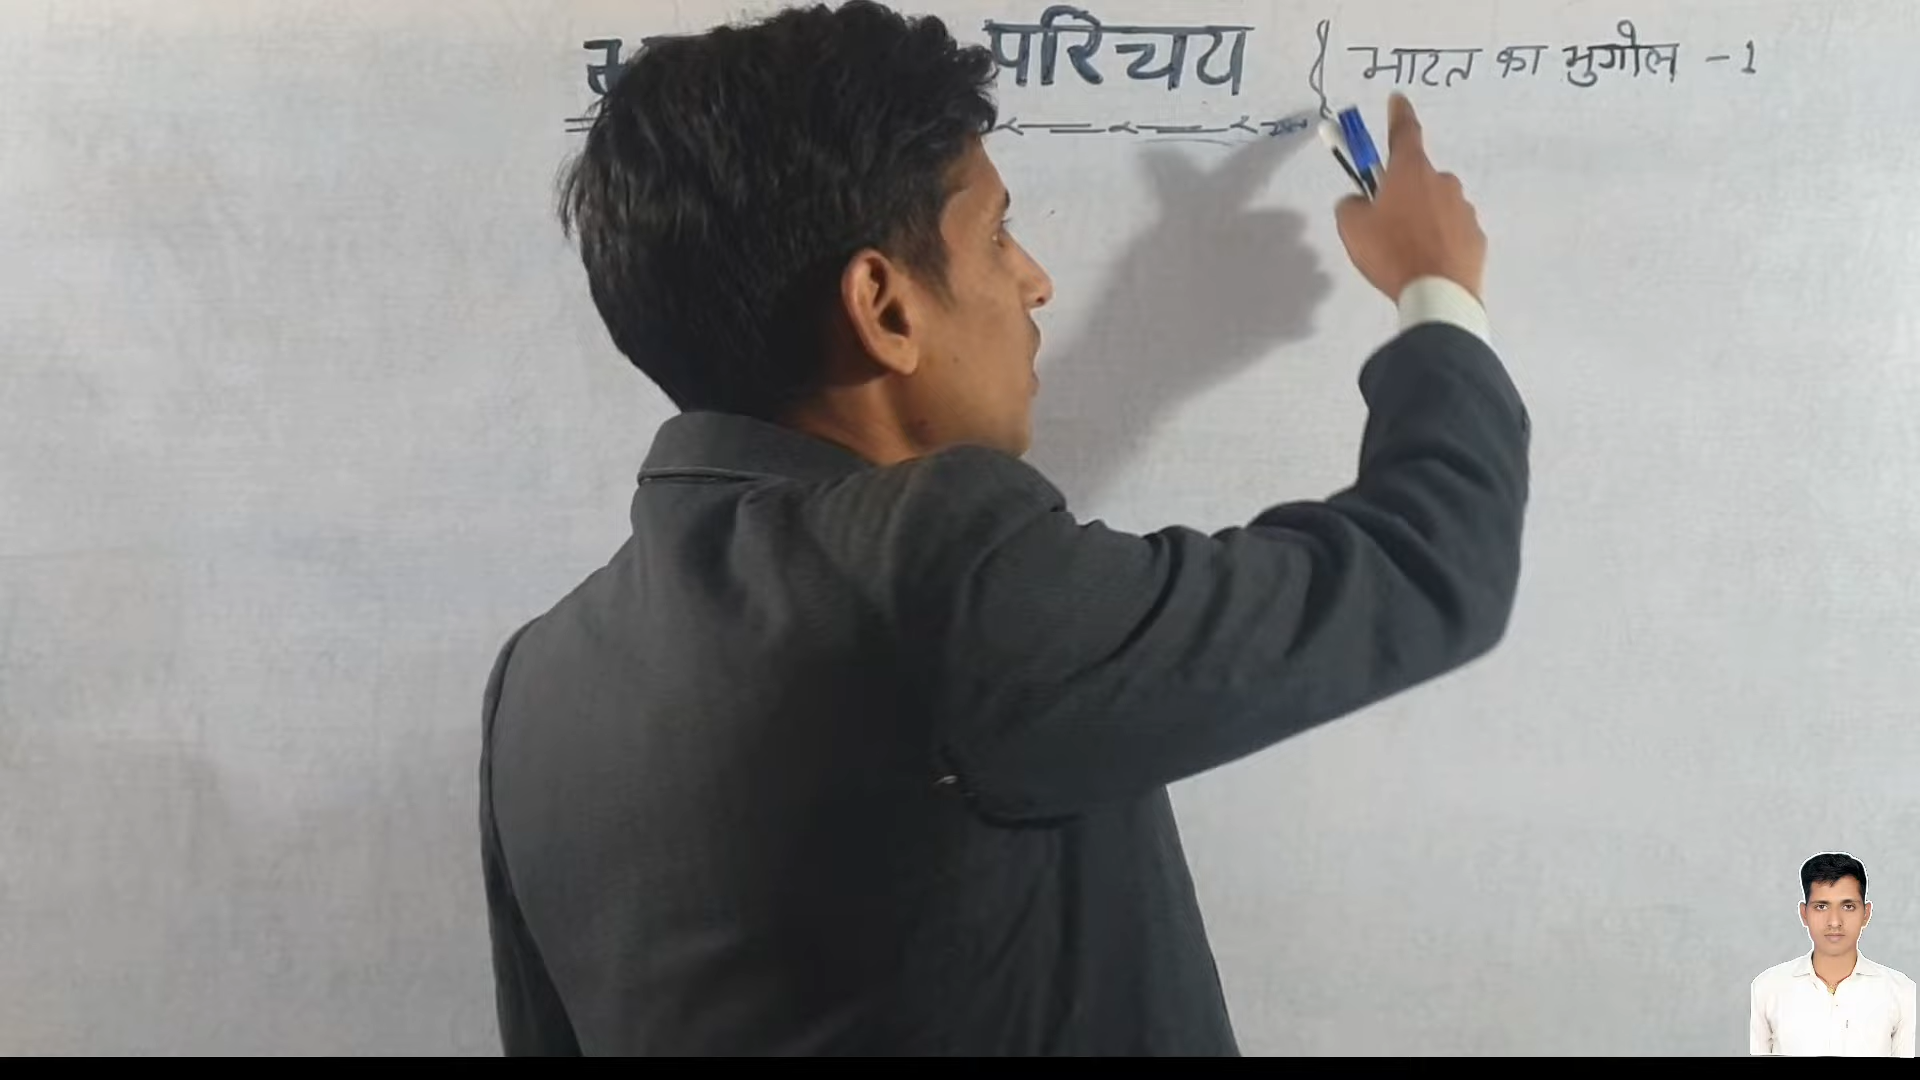 परिचय } भारत का भुगोल - 1